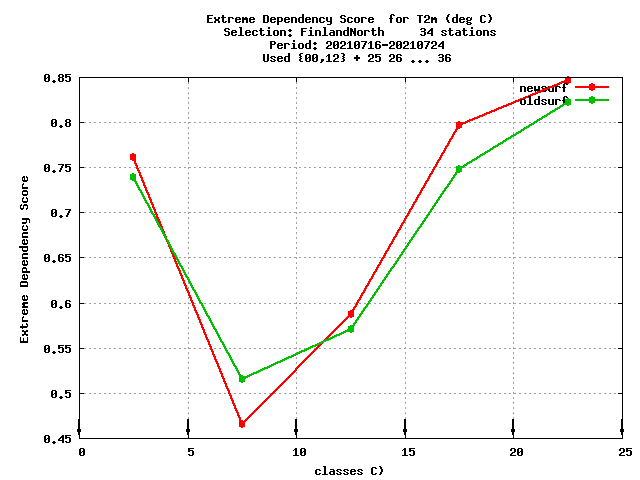 Extreme Dependency Score  for T2m (deg C)
Selection: FinlandNorth     34 stations
Period: 20210716-20210724
Used {00,12} + 25 26 ... 36
newsurf
oldsurf
0.85
0.8
0.75
0.7
0.65
0.6
0.55
0.5
0.45
Extreme Dependency Score
0 5 10 15 20 25
classes C)